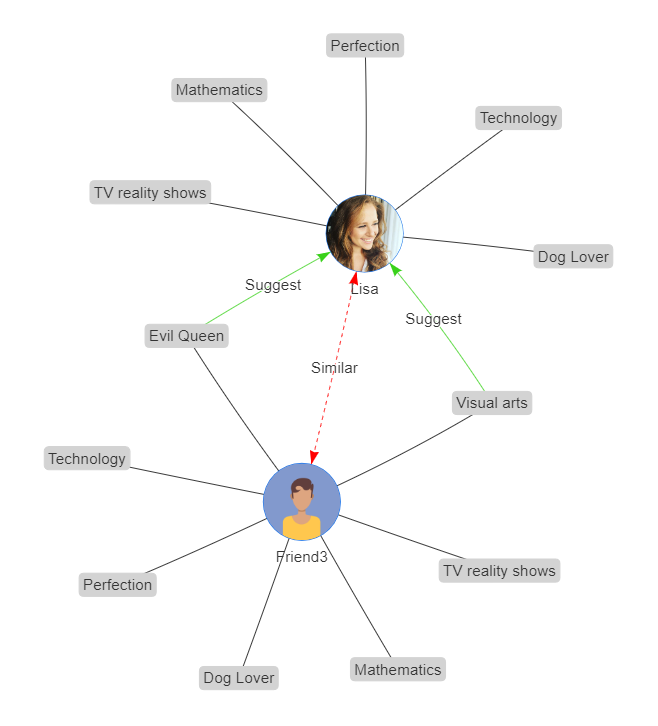 Perfection
Mathematics
Technology
TV reality shows
Dog Lover
Suggest
Lisa
Suggest
Evil Queen
Similar
Visual arts
Technology
Friend3
TV reality shows
Perfection
Mathematics
Dog Lover